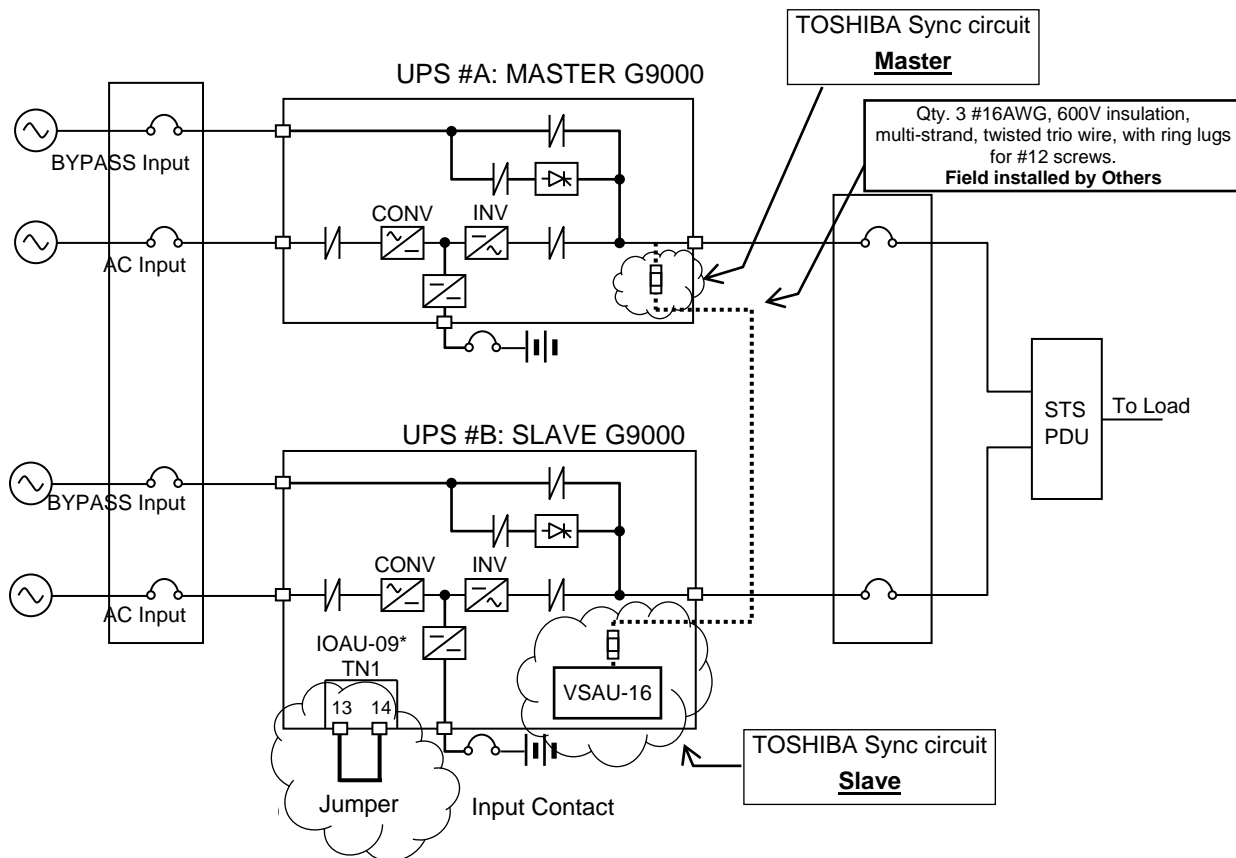 TOSHIBA Sync circuit
Master
UPS #A: MASTER G9000
Qty. 3 #16AWG, 600V insulation,
multi-strand, twisted trio wire, with ring lugs
for #12 screws.
Field installed by Others
BYPASS Input
CONV
INV
AC Input
STS
PDU
To Load
UPS #B: SLAVE G9000
BYPASS Input
CONV
INV
AC Input
IOAU-09*
TN1
13
14
VSAU-16
TOSHIBA Sync circuit
Slave
Jumper
Input Contact